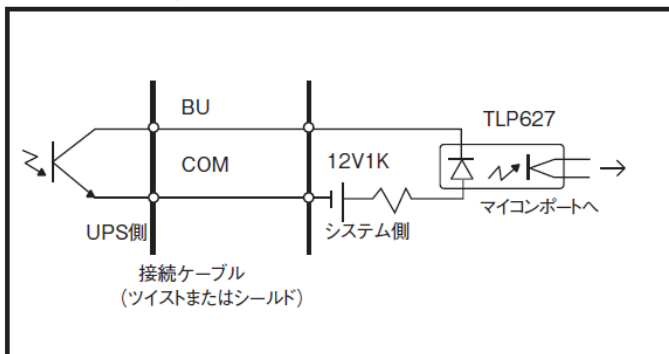 BU
TLP627
COM
12V1K
マイコンポートへ
UPS側
システム側
接続ケーブル
(ツイストまたはシールド)